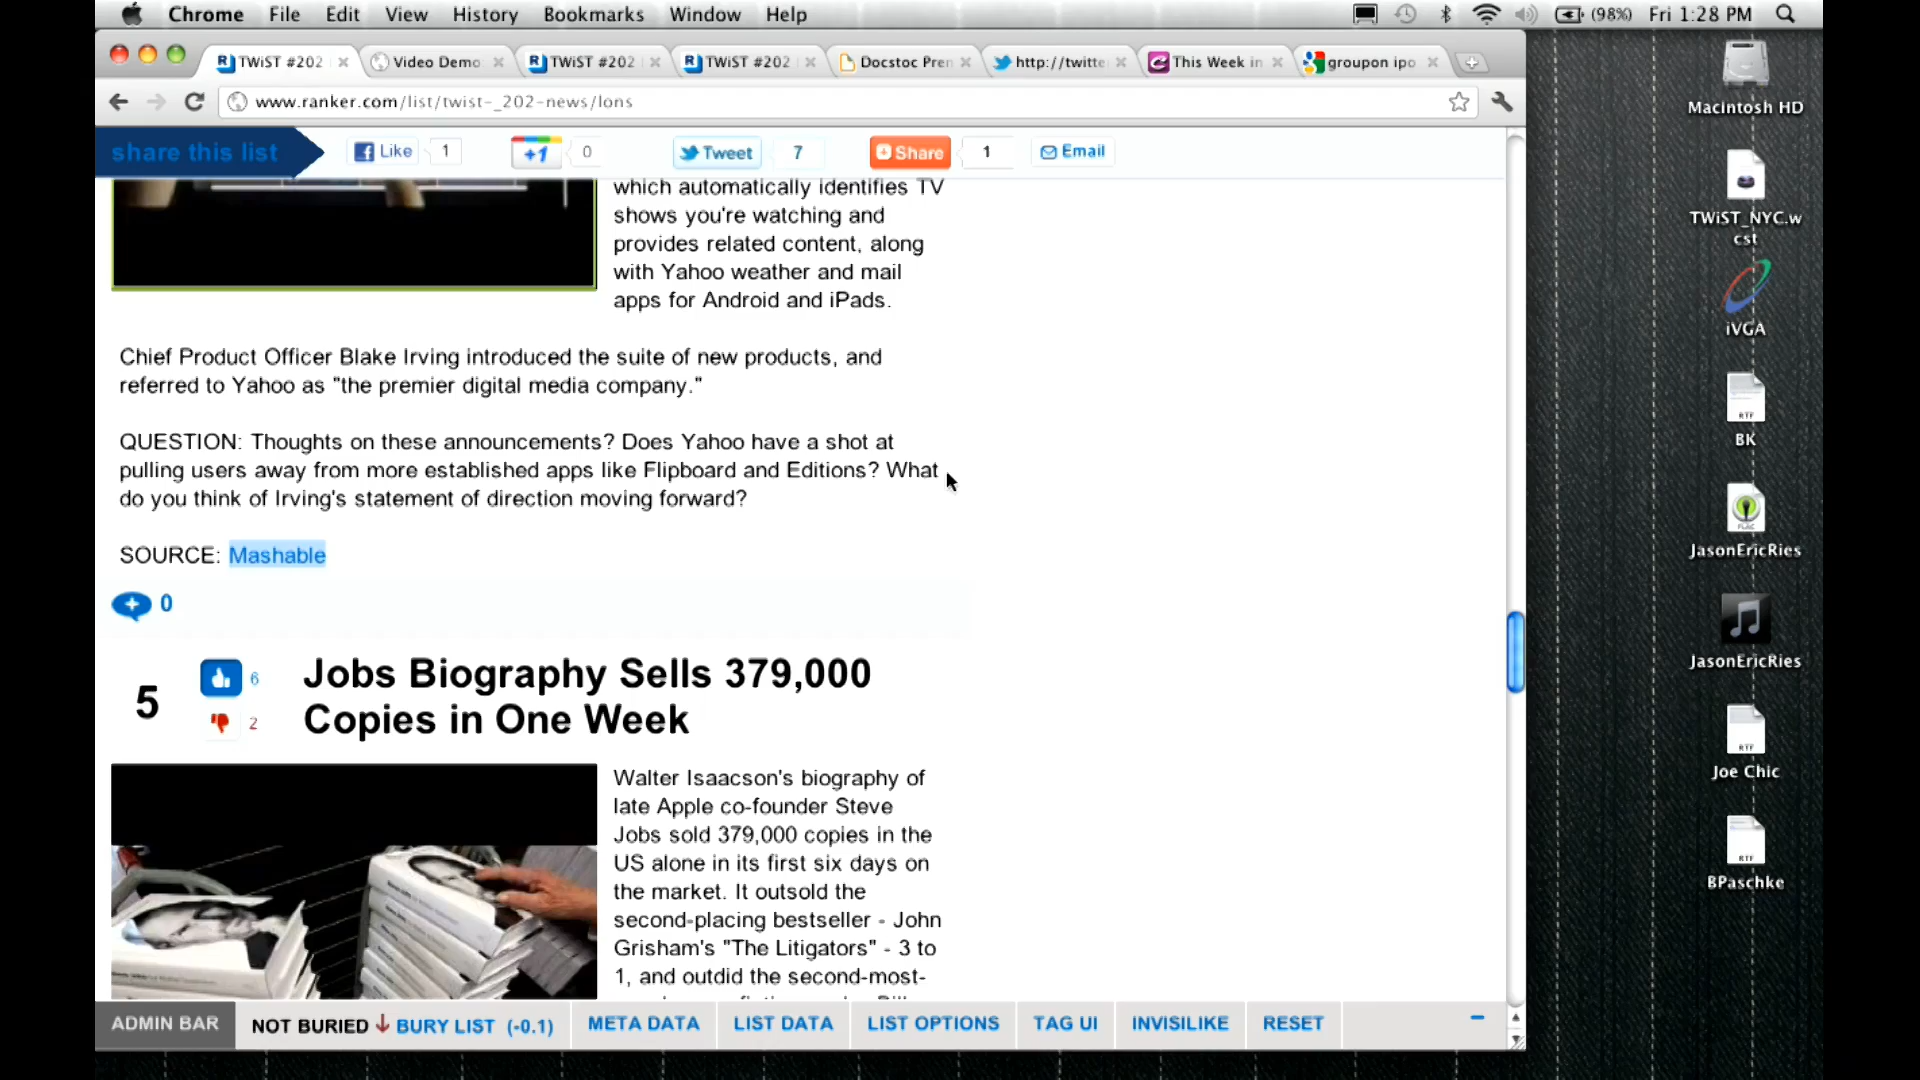 Chrome File Edit View History Bookmarks Window Help (98%) Fri 1:28 PM
TWiST #202 Video Demo TWiST #202 TWiST #202 Docstoc Pren http://twitte This Week in groupon ipo
www.ranker.com/list/twist-_202-news/lons
share this list Like 1 +1 0 Tweet 7 Share 1 Email
which automatically identifies TV
shows you're watching and
provides related content, along
with Yahoo weather and mail
apps for Android and iPads.
Chief Product Officer Blake Irving introduced the suite of new products, and
referred to Yahoo as "the premier digital media company."
QUESTION: Thoughts on these announcements? Does Yahoo have a shot at
pulling users away from more established apps like Flipboard and Editions? What
do you think of Irving's statement of direction moving forward?
SOURCE: Mashable
0
5 6 2
Jobs Biography Sells 379,000
Copies in One Week
Walter Isaacson's biography of
late Apple co-founder Steve
Jobs sold 379,000 copies in the
US alone in its first six days on
the market. It outsold the
second-placing bestseller - John
Grisham's "The Litigators" - 3 to
1, and outdid the second-most-
ADMIN BAR NOT BURIED BURY LIST (-0.1) META DATA LIST DATA LIST OPTIONS TAG UI INVISILIKE RESET
Macintosh HD
TWiST_NYC.w
cst
iVGA
RTF
BK
FLAC
JasonEricRies
JasonEricRies
RTF
Joe Chic
RTF
BPaschke